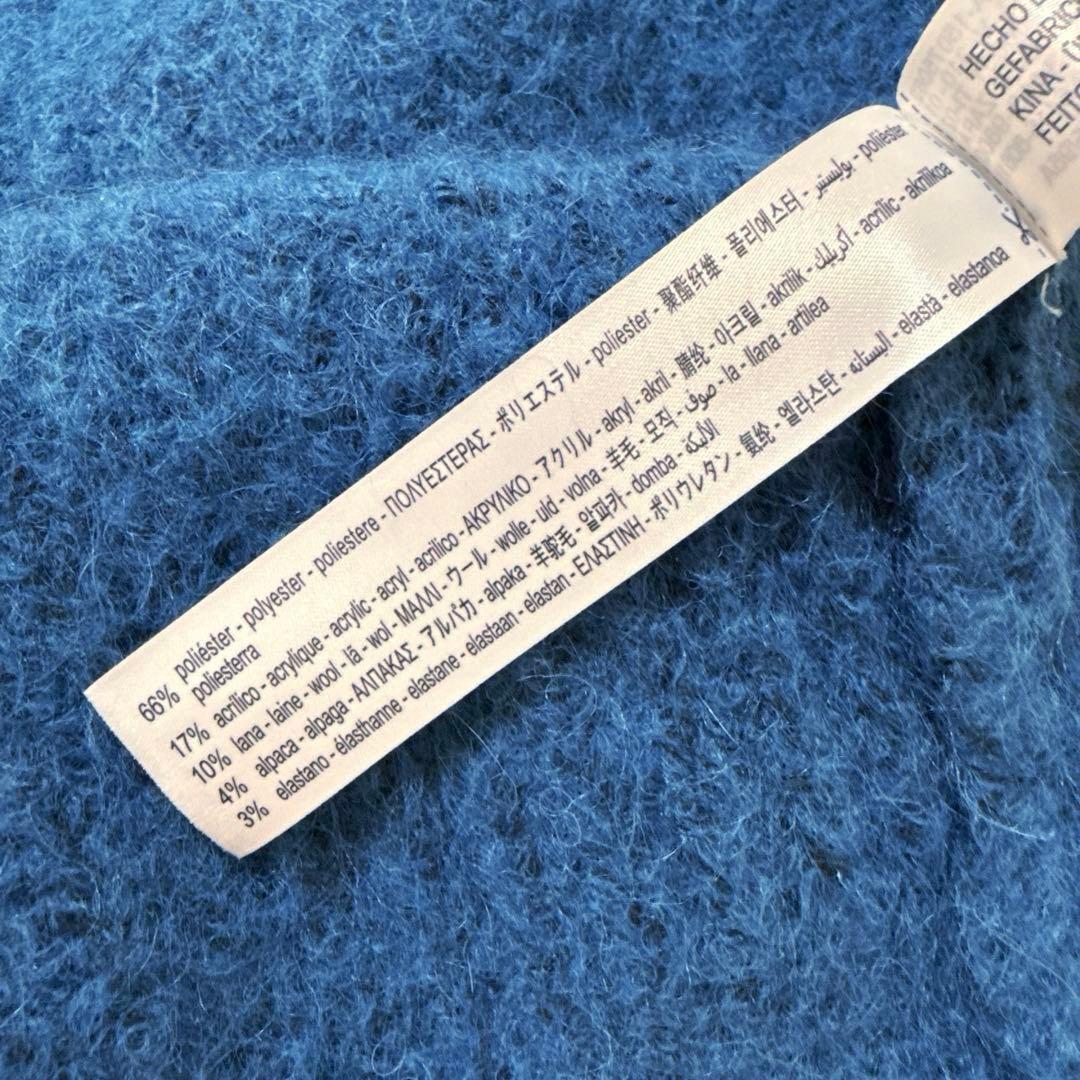 HECHO
GEFABRIC
KINA - (
FEITO
66% poliéster - polyester - poliestere - ΠΟΛΥΕΣΤΕΡΑΣ - ポリエステル - poliester - 聚酯纤维 - 폴리에스터 - بوليستير - polièster
poliesterra
17% acrílico - acrylique - acrylic - acryl - acrilico - ΑΚΡΥΛΙΚΟ - アクリル - akryl - akril - 腈纶 - 아크릴 - akrilik - أكريليك - acrílic - akrilikoa
10% lana - laine - wool - lã - wol - ΜΑΛΛΙ - ウール - wolle - uld - volna - 羊毛 - 모직 - صوف - la - llana - artilea
4% alpaca - alpaga - ΑΛΠΑΚΑΣ - アルパカ - alpaka - 羊驼毛 - 알파카 - domba - الألبكة
3% elastano - élasthanne - elastane - elastaan - elastan - ΕΛΑΣΤΙΝΗ - ポリウレタン - 氨纶 - 엘라스탄 - اليستان - elastà - elastanoa